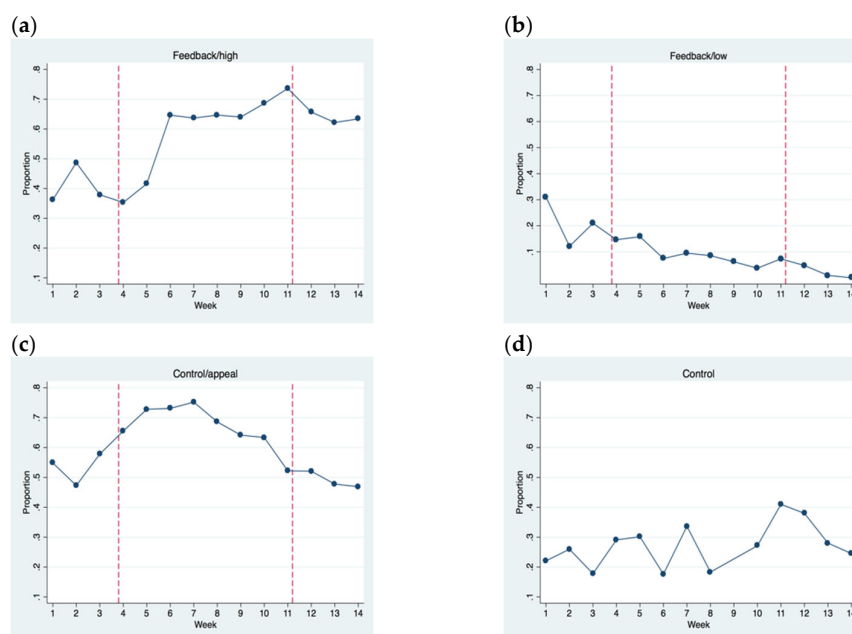 (a)
Feedback/high
Proportion
.1 .2 .3 .4 .5 .6 .7 .8
1 2 3 4 5 6 7 8 9 10 11 12 13 14
Week
(b)
Feedback/low
Proportion
.1 .2 .3 .4 .5 .6 .7 .8
1 2 3 4 5 6 7 8 9 10 11 12 13 14
Week
(c)
Control/appeal
Proportion
.1 .2 .3 .4 .5 .6 .7 .8
1 2 3 4 5 6 7 8 9 10 11 12 13 14
Week
(d)
Control
Proportion
.1 .2 .3 .4 .5 .6 .7 .8
1 2 3 4 5 6 7 8 9 10 11 12 13 14
Week